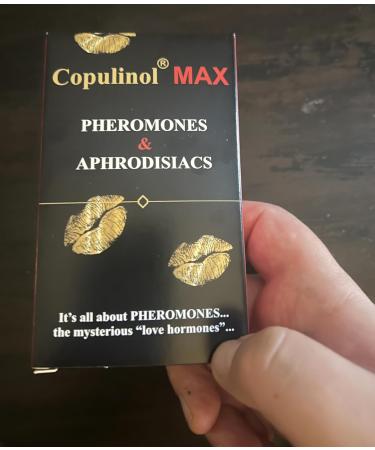 Copulinol® MAX
PHEROMONES
&
APHRODISIACS
It's all about PHEROMONES...
the mysterious "love hormones"...